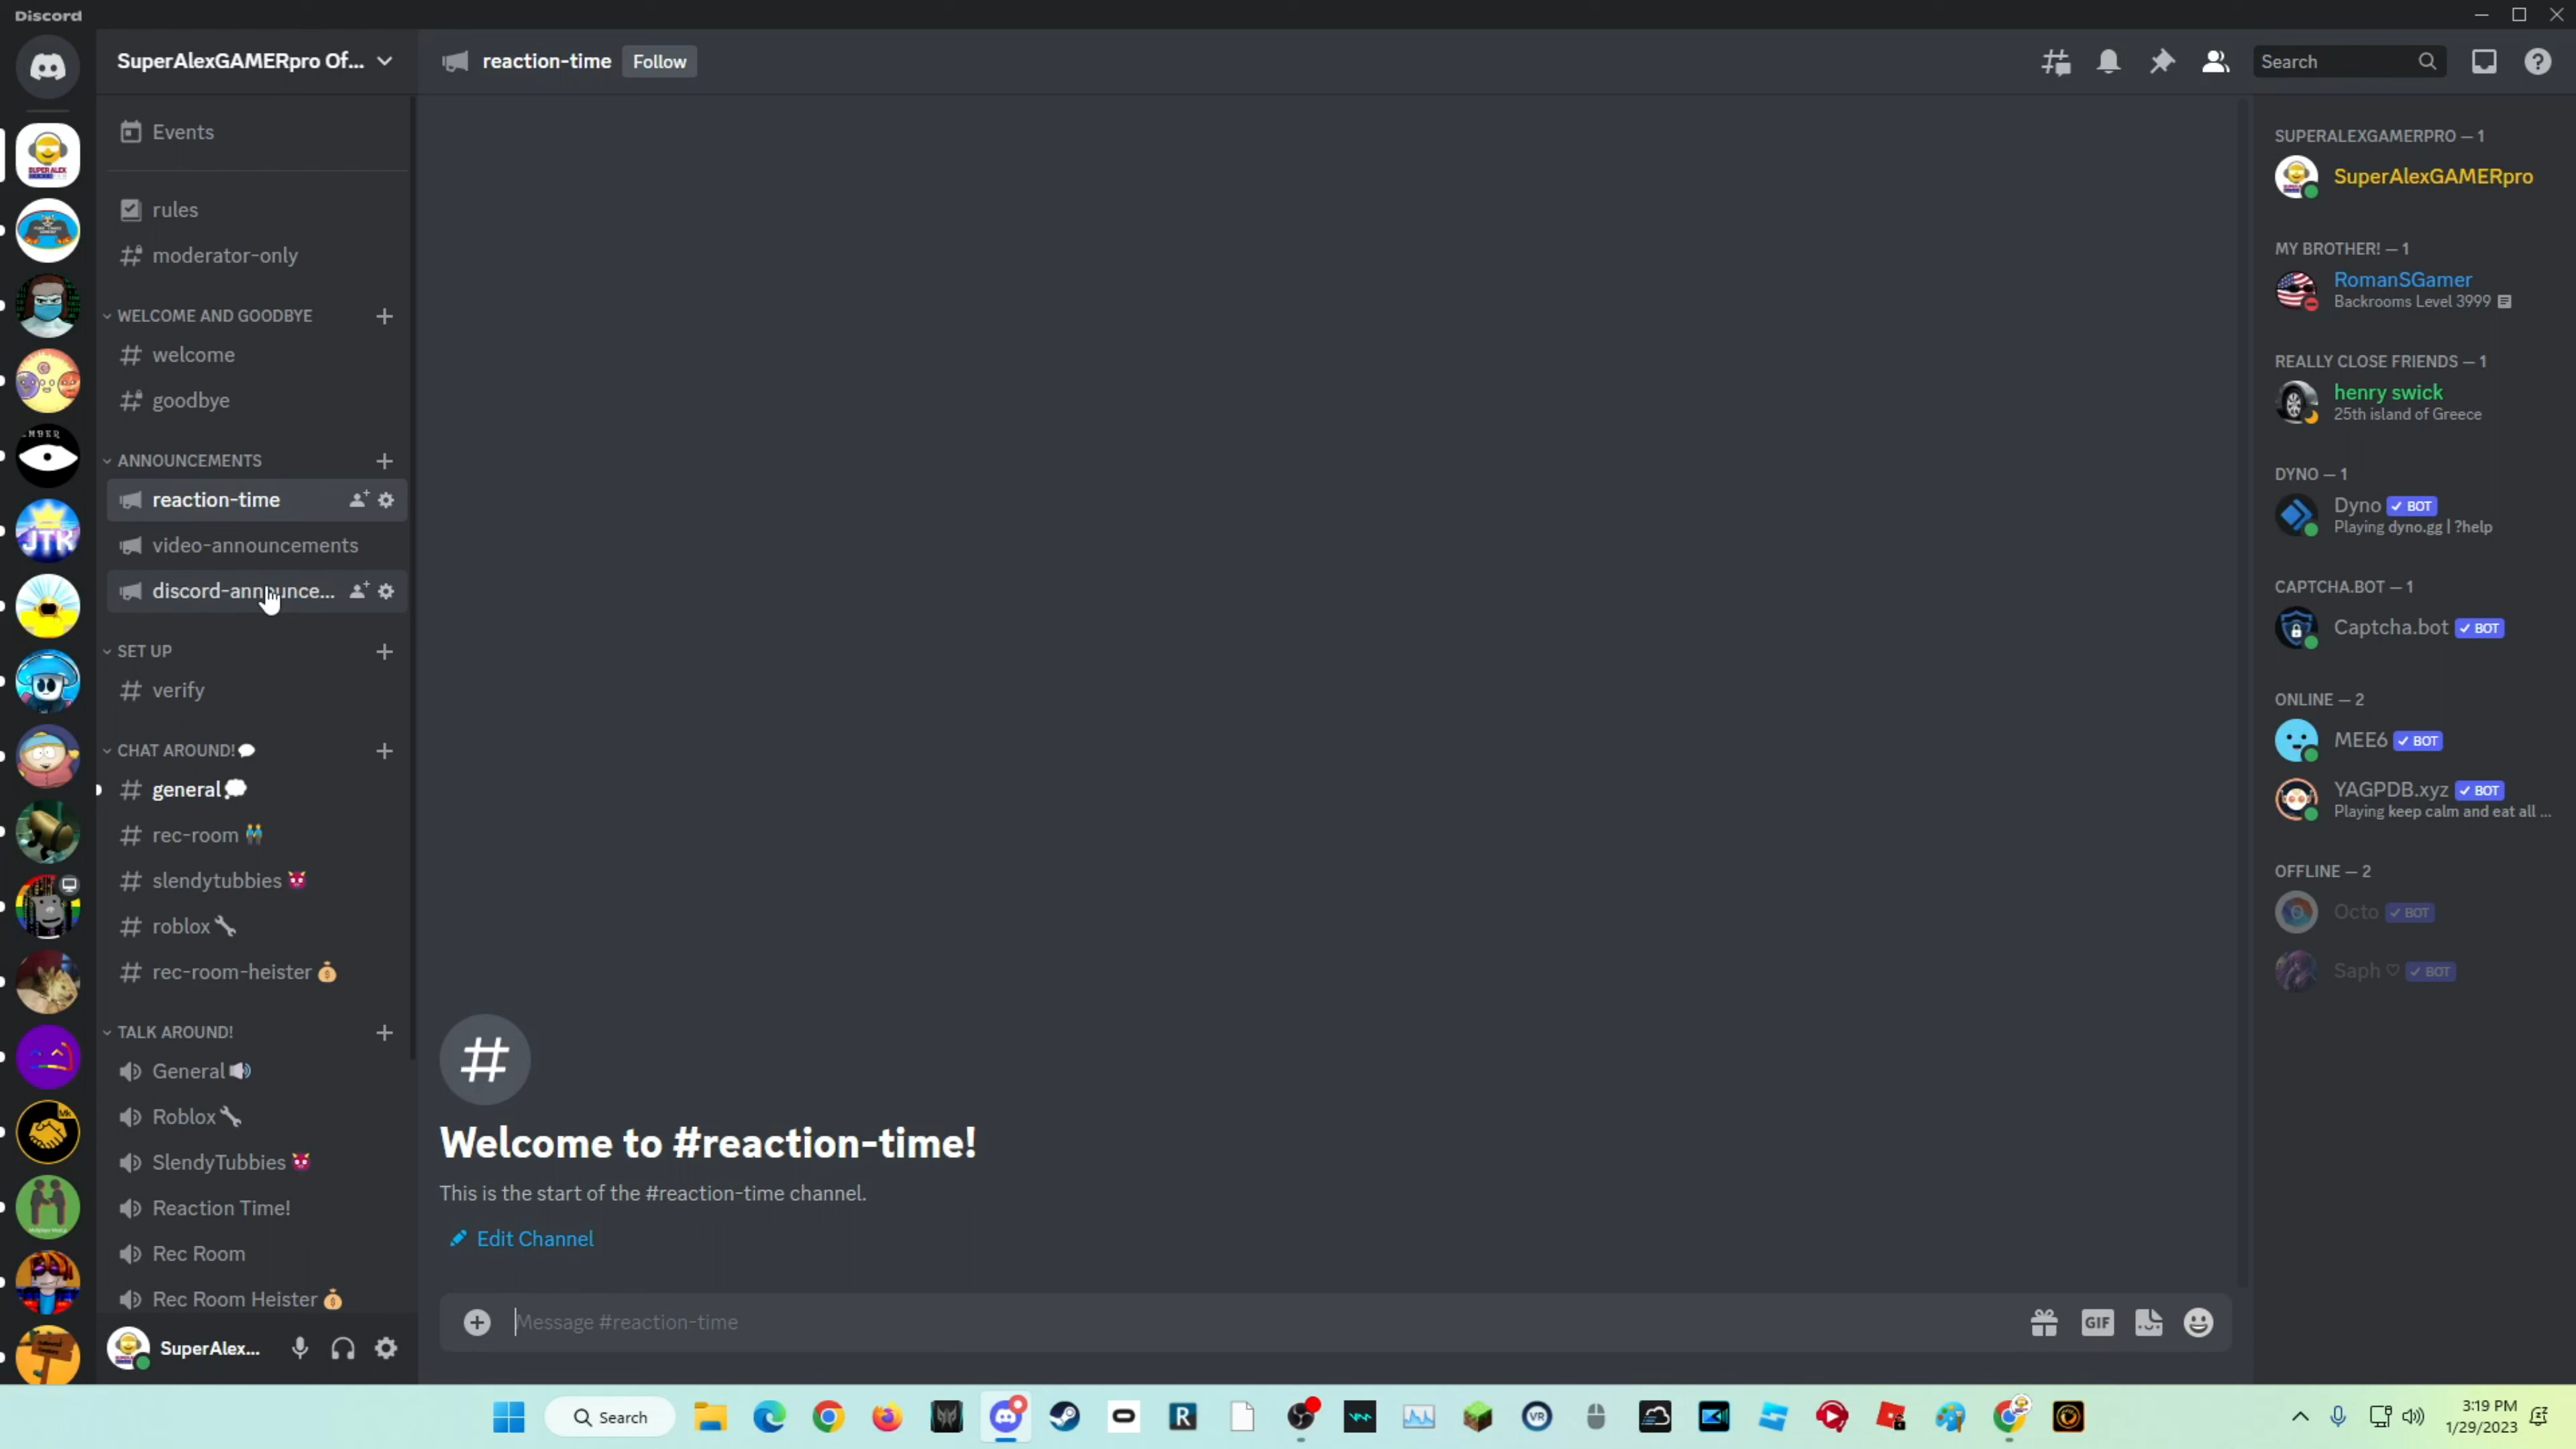 Discord
SuperAlexGAMERpro Of...
reaction-time
Follow
Search
Events
rules
moderator-only
WELCOME AND GOODBYE
welcome
goodbye
ANNOUNCEMENTS
reaction-time
video-announcements
discord-announce...
SET UP
verify
CHAT AROUND!💬
general💭
rec-room 👬
slendytubbies 👿
roblox🔧
rec-room-heister 💰
TALK AROUND!
General🔊
Roblox🔧
SlendyTubbies 👿
Reaction Time!
Rec Room
Rec Room Heister 💰
SuperAlex...
SUPER ALEX
JTR
MK
Welcome to #reaction-time!
This is the start of the #reaction-time channel.
Edit Channel
Message #reaction-time
GIF
SUPERALEXGAMERPRO — 1
SuperAlexGAMERpro
MY BROTHER! — 1
RomanSGamer
Backrooms Level 3999
REALLY CLOSE FRIENDS — 1
henry swick
25th island of Greece
DYNO — 1
Dyno ✓ BOT
Playing dyno.gg | ?help
CAPTCHA.BOT — 1
Captcha.bot ✓ BOT
ONLINE — 2
MEE6 ✓ BOT
YAGPDB.xyz ✓ BOT
Playing keep calm and eat all ...
OFFLINE — 2
Octo ✓ BOT
Saph ♡ ✓ BOT
Search
R
VR
3:19 PM
1/29/2023